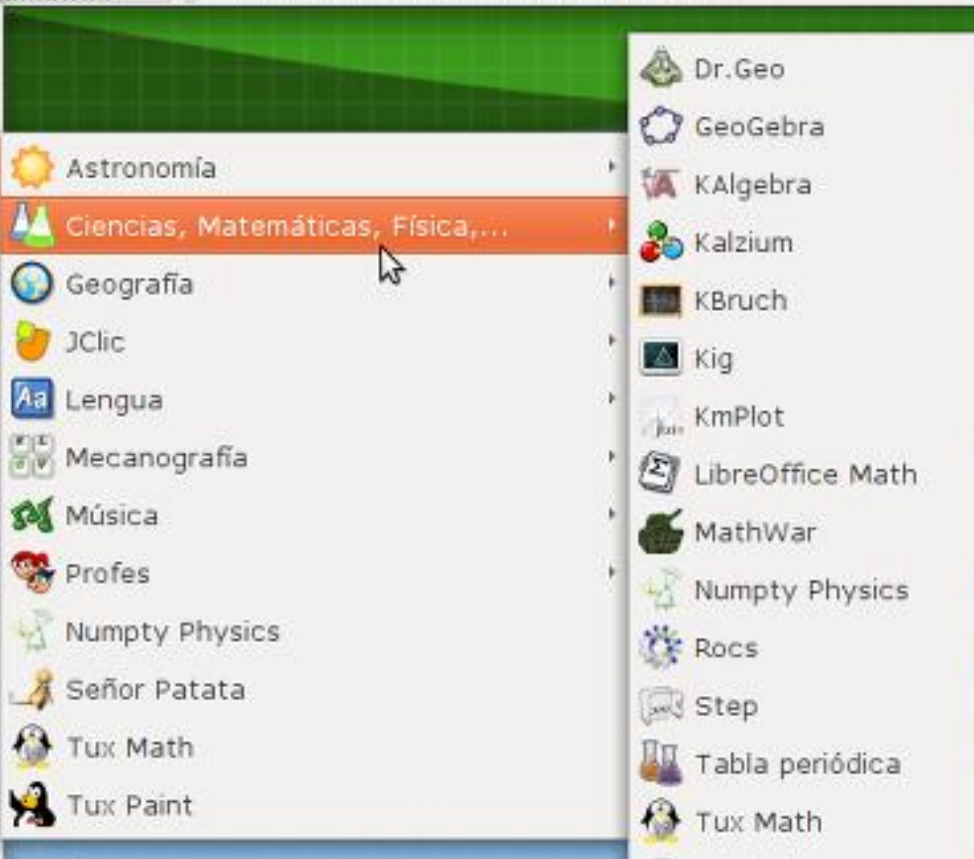 Astronomía
Ciencias, Matemáticas, Física,...
Geografía
JClic
Lengua
Mecanografía
Música
Profes
Numpty Physics
Señor Patata
Tux Math
Tux Paint
Dr.Geo
GeoGebra
KAlgebra
Kalzium
KBruch
Kig
KmPlot
LibreOffice Math
MathWar
Numpty Physics
Rocs
Step
Tabla periódica
Tux Math